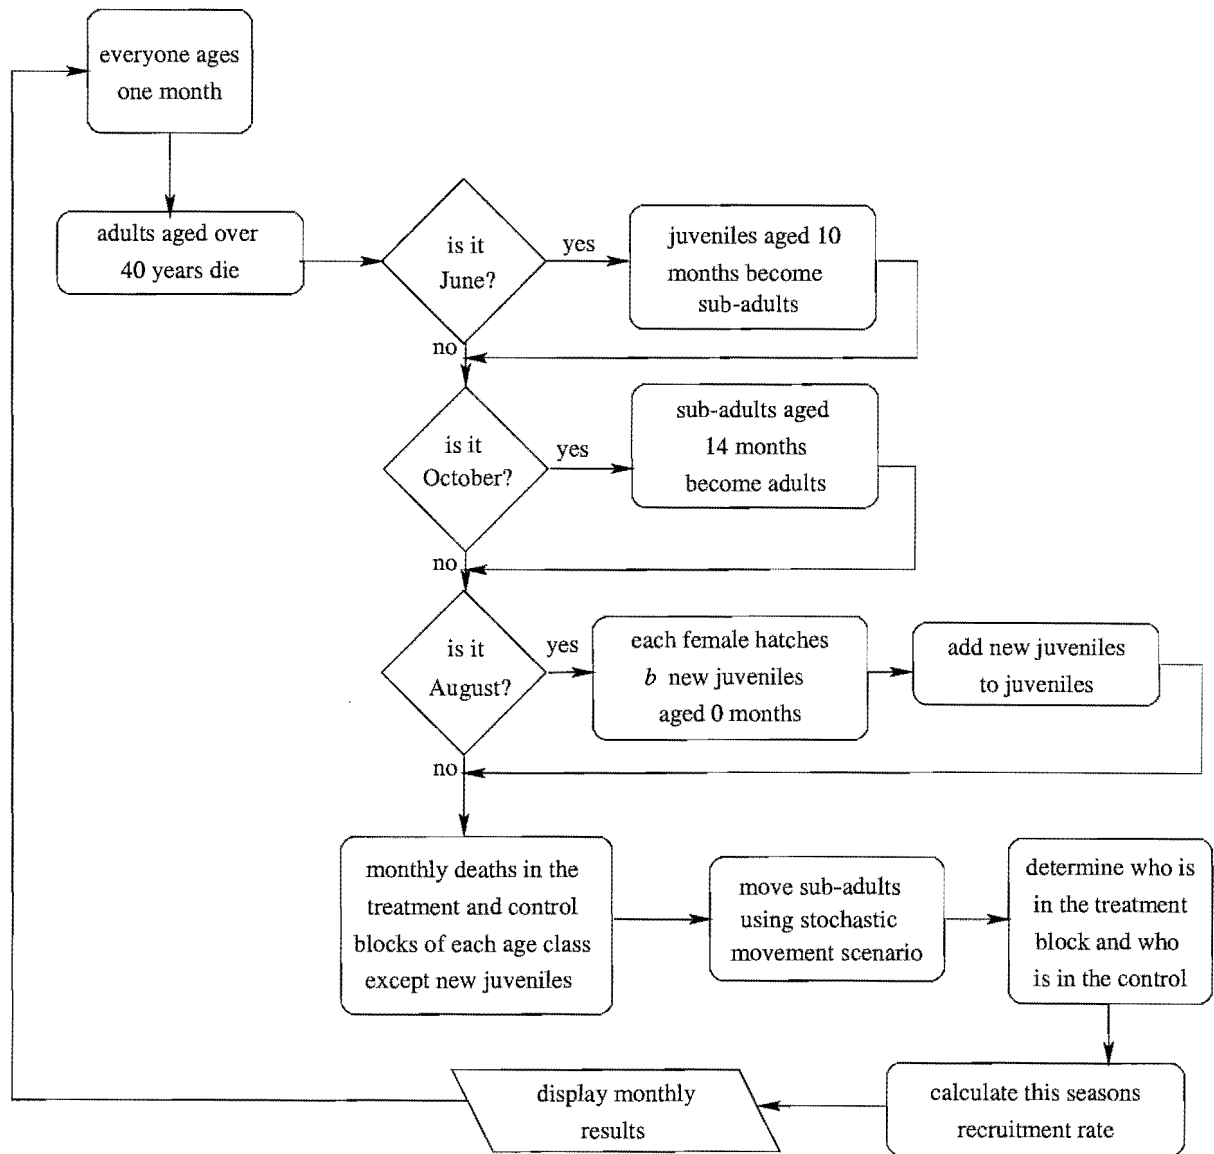 everyone ages
one month
adults aged over
40 years die
is it
June?
yes
juveniles aged 10
months become
sub-adults
no
is it
October?
yes
sub-adults aged
14 months
become adults
no
is it
August?
yes
each female hatches
b new juveniles
aged 0 months
add new juveniles
to juveniles
no
monthly deaths in the
treatment and control
blocks of each age class
except new juveniles
move sub-adults
using stochastic
movement scenario
determine who is
in the treatment
block and who
is in the control
calculate this seasons
recruitment rate
display monthly
results